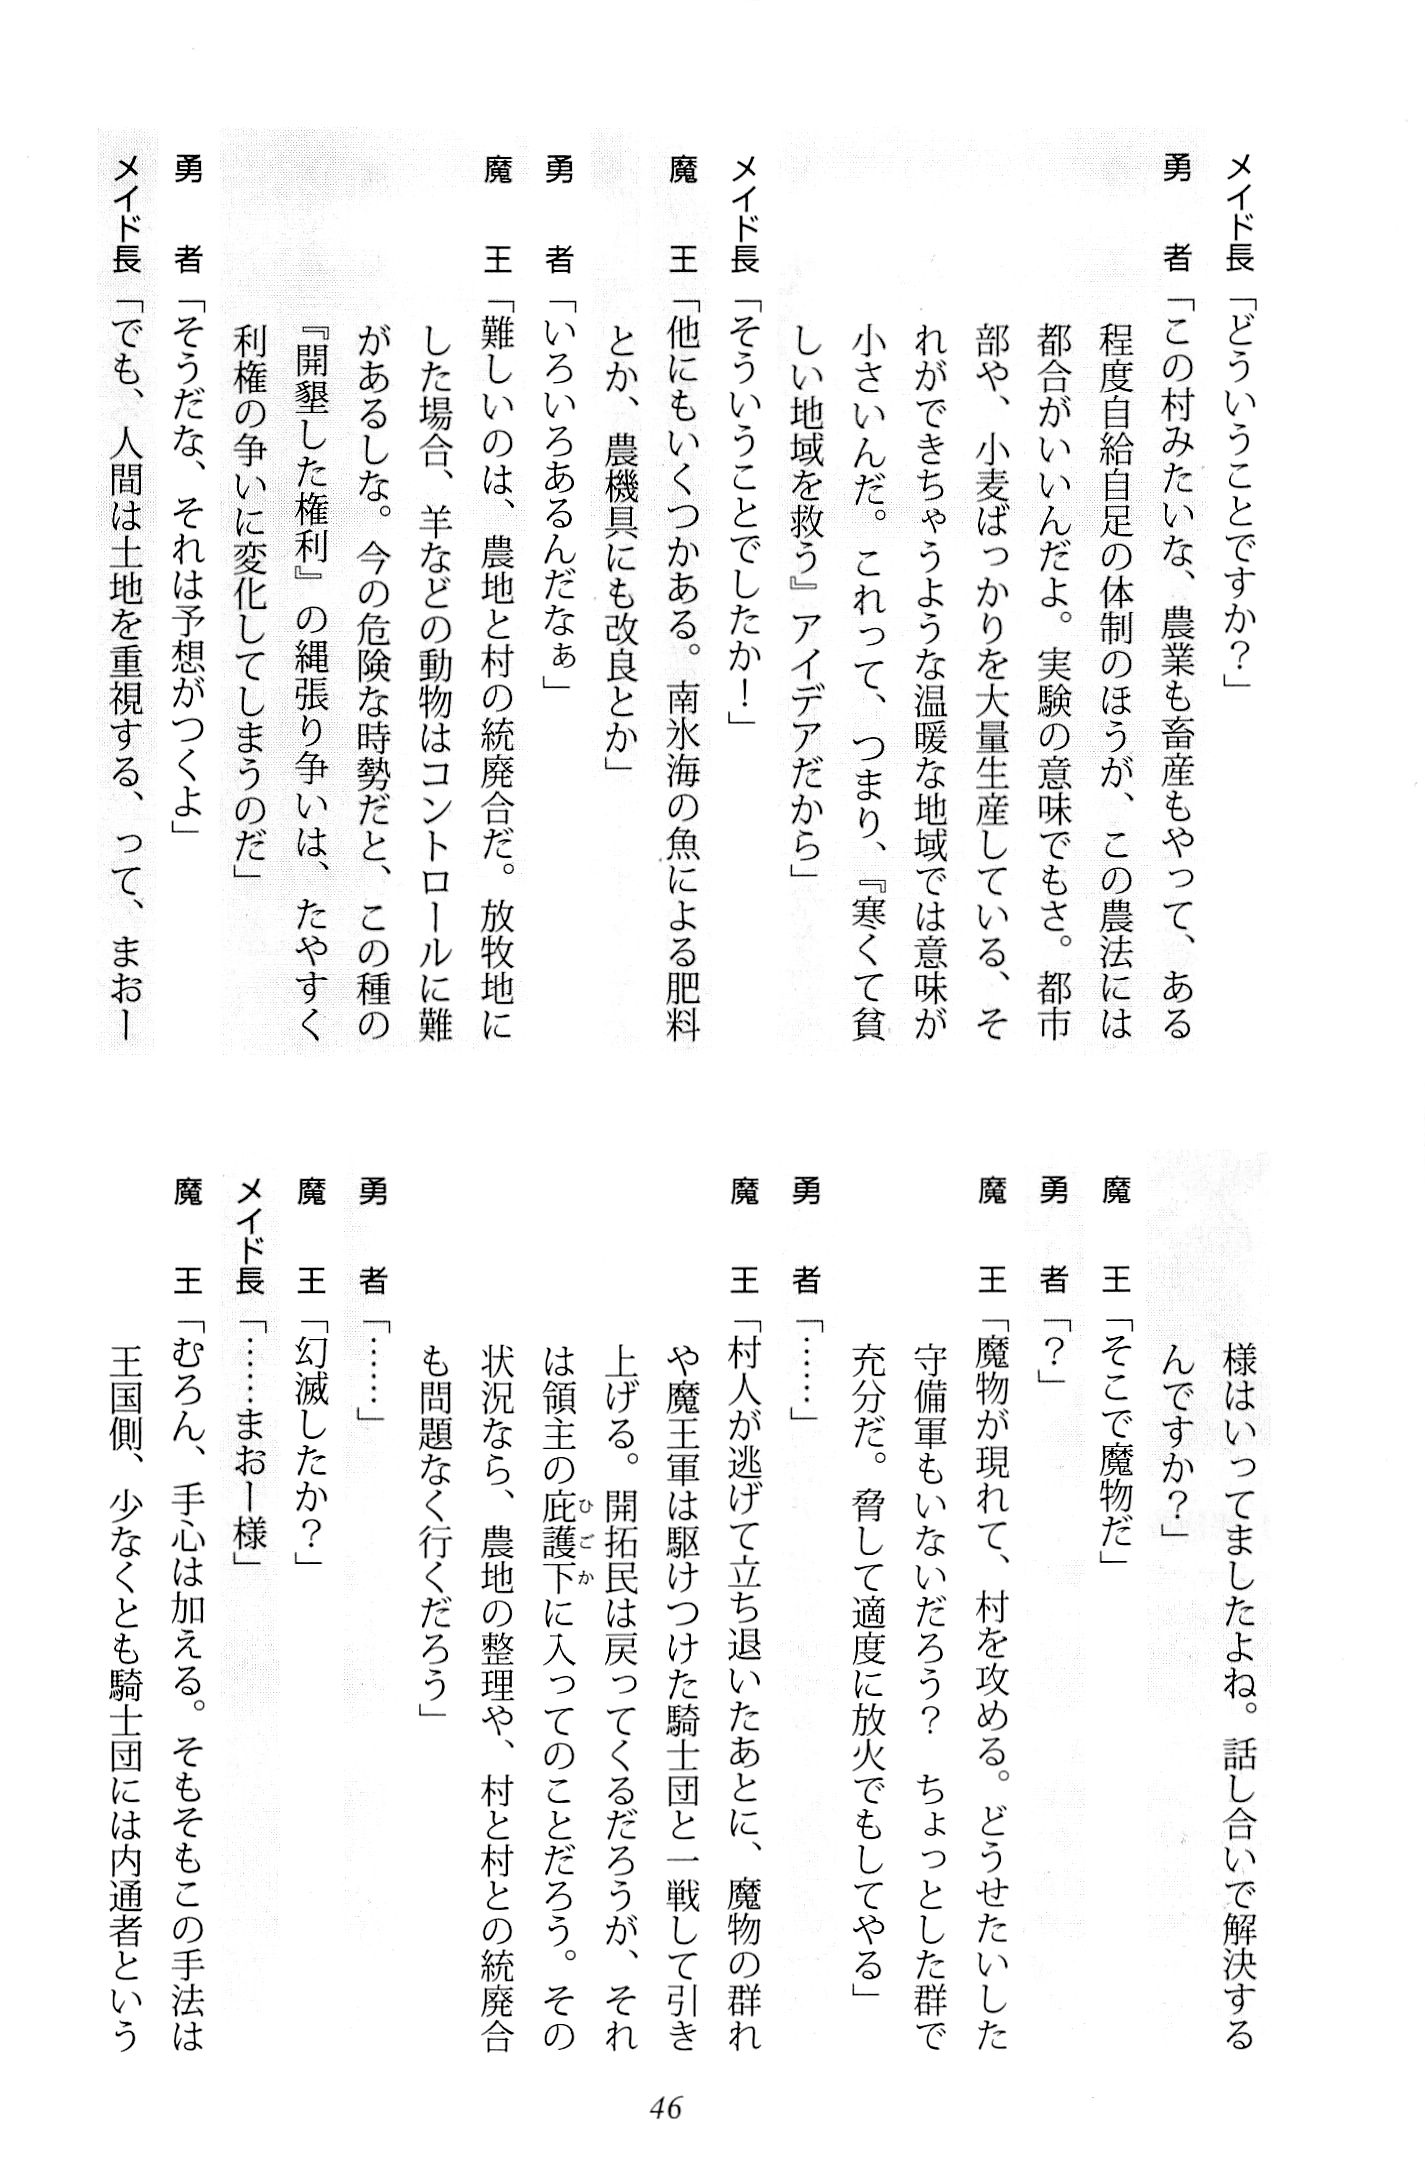 メイド長「どういうことですか？」
勇　者「この村みたいな、農業も畜産もやって、ある
程度自給自足の体制のほうが、この農法には
都合がいいんだよ。実験の意味でもさ。都市
部や、小麦ばっかりを大量生産している、そ
れができちゃうような温暖な地域では意味が
小さいんだ。これって、つまり、『寒くて貧
しい地域を救う』アイデアだから」
メイド長「そういうことでしたか！」
魔　王「他にもいくつかある。南氷海の魚による肥料
とか、農機具にも改良とか」
勇　者「いろいろあるんだなぁ」
魔　王「難しいのは、農地と村の統廃合だ。放牧地に
した場合、羊などの動物はコントロールに難
があるしな。今の危険な時勢だと、この種の
『開墾した権利』の縄張り争いは、たやすく
利権の争いに変化してしまうのだ」
勇　者「そうだな、それは予想がつくよ」
メイド長「でも、人間は土地を重視する、って、まおー
様はいってましたよね。話し合いで解決する
んですか？」
魔　王「そこで魔物だ」
勇　者「？」
魔　王「魔物が現れて、村を攻める。どうせたいした
守備軍もいないだろう？　ちょっとした群で
充分だ。脅して適度に放火でもしてやる」
勇　者「……」
魔　王「村人が逃げて立ち退いたあとに、魔物の群れ
や魔王軍は駆けつけた騎士団と一戦して引き
上げる。開拓民は戻ってくるだろうが、それ
は領主の庇護下ひごかに入ってのことだろう。その
状況なら、農地の整理や、村と村との統廃合
も問題なく行くだろう」
勇　者「……」
魔　王「幻滅したか？」
メイド長「……まおー様」
魔　王「むろん、手心は加える。そもそもこの手法は
王国側、少なくとも騎士団には内通者という
46